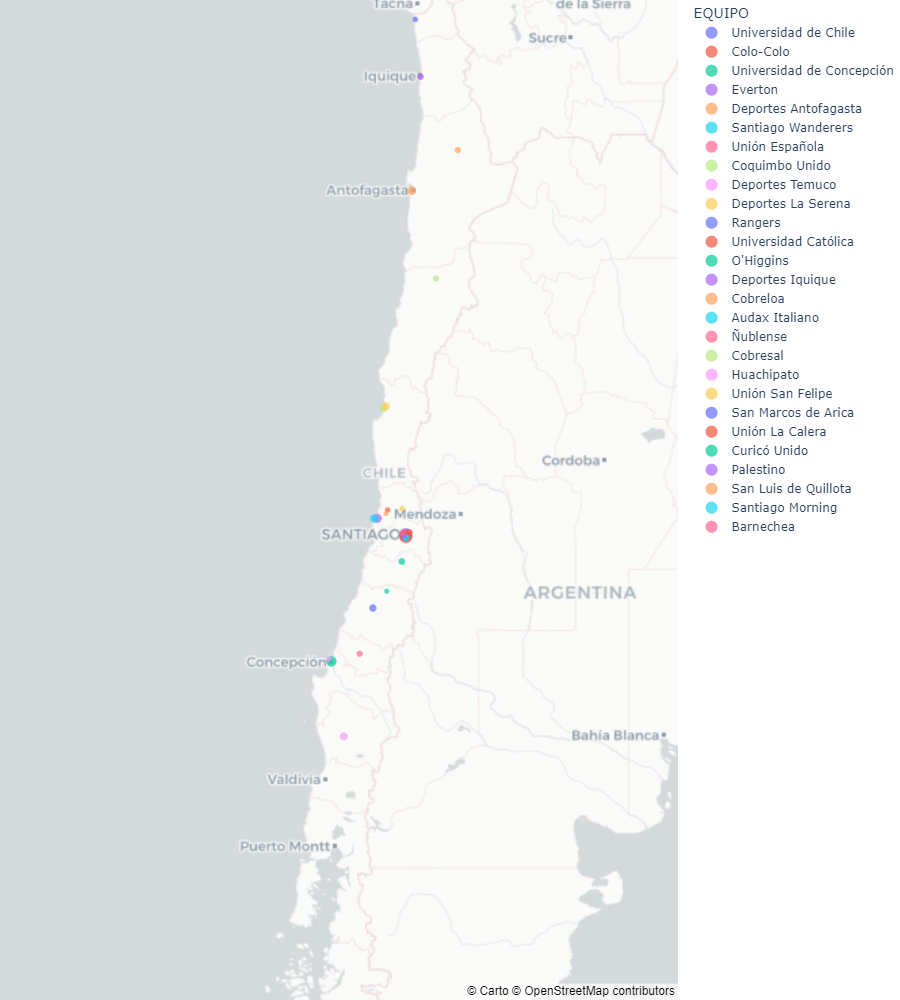 Tacna
de la Sierra
Sucre
Iquique
Antofagasta
Cordoba
CHILE
Mendoza
SANTIAGO
ARGENTINA
Concepción
Bahía Blanca
Valdivia
Puerto Montt
© Carto © OpenStreetMap contributors
EQUIPO
Universidad de Chile
Colo-Colo
Universidad de Concepción
Everton
Deportes Antofagasta
Santiago Wanderers
Unión Española
Coquimbo Unido
Deportes Temuco
Deportes La Serena
Rangers
Universidad Católica
O'Higgins
Deportes Iquique
Cobreloa
Audax Italiano
Ñublense
Cobresal
Huachipato
Unión San Felipe
San Marcos de Arica
Unión La Calera
Curicó Unido
Palestino
San Luis de Quillota
Santiago Morning
Barnechea